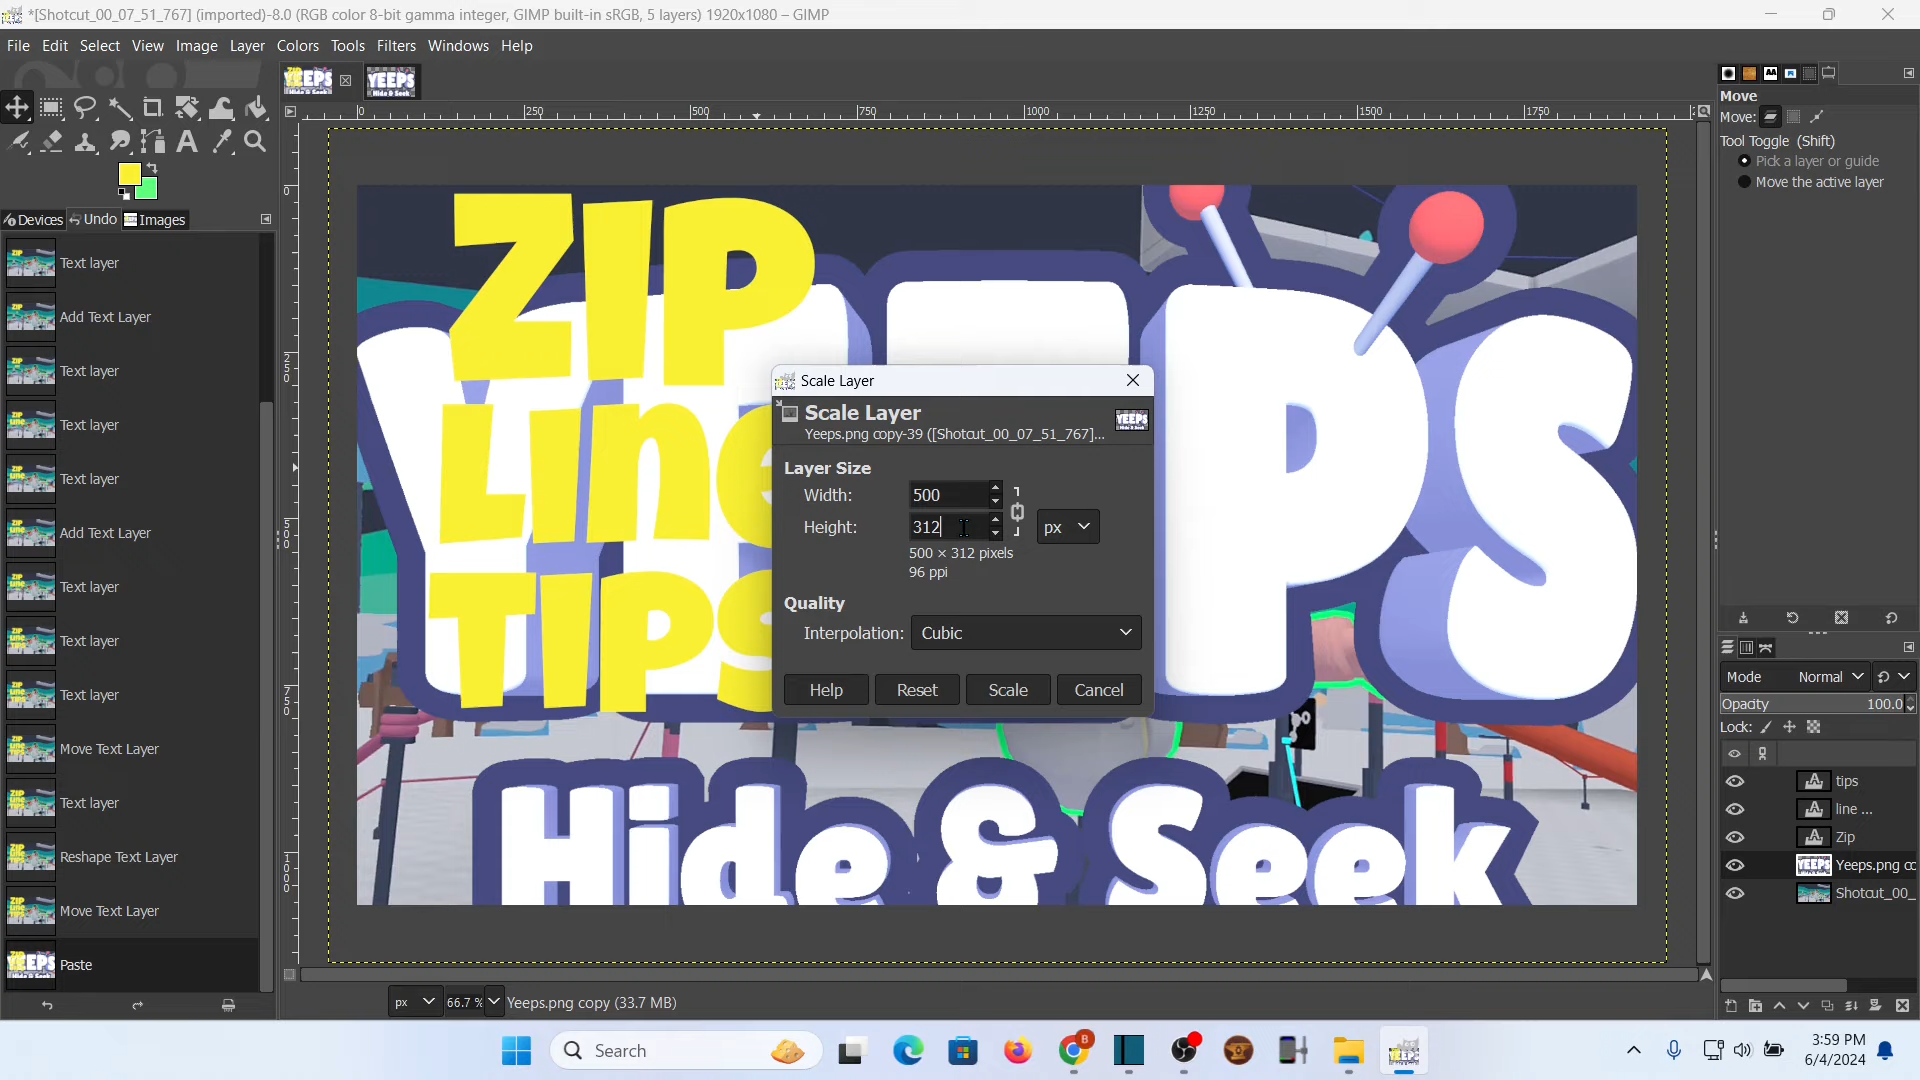 *[Shotcut_00_07_51_767] (imported)-8.0 (RGB color 8-bit gamma integer, GIMP built-in sRGB, 5 layers) 1920x1080 – GIMP
File Edit Select View Image Layer Colors Tools Filters Windows Help
Devices Undo Images
Text layer
Add Text Layer
Text layer
Text layer
Text layer
Add Text Layer
Text layer
Text layer
Text layer
Move Text Layer
Text layer
Reshape Text Layer
Move Text Layer
Paste
0 250 500 750 1000 1250 1500 1750
0
250
500
750
1000
ZIP
Line
TIPS
Hide & Seek
Scale Layer
Scale Layer
Yeeps.png copy-39 ([Shotcut_00_07_51_767]...
Layer Size
Width: 500
Height: 312 px
500 × 312 pixels
96 ppi
Quality
Interpolation: Cubic
Help Reset Scale Cancel
px 66.7 % Yeeps.png copy (33.7 MB)
Move
Move:
Tool Toggle (Shift)
Pick a layer or guide
Move the active layer
Mode Normal
Opacity 100.0
Lock:
tips
line ...
Zip
Yeeps.png co
Shotcut_00_
Search
3:59 PM
6/4/2024